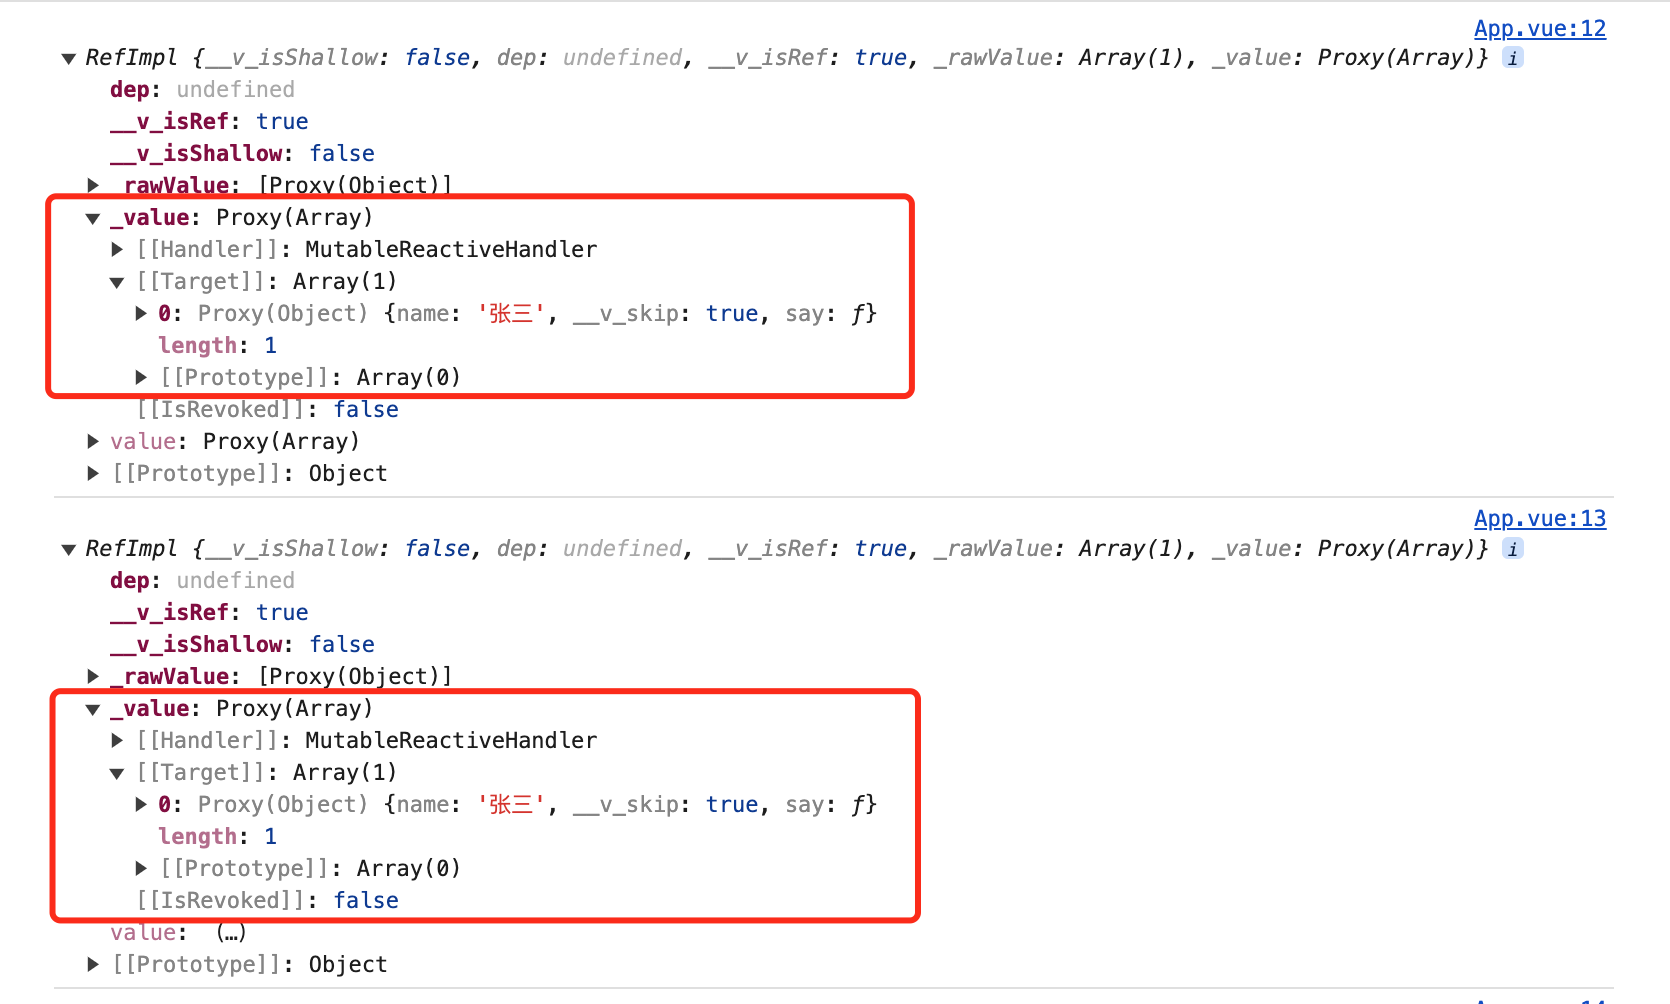 App.vue:12
▼ RefImpl {__v_isShallow: false, dep: undefined, __v_isRef: true, _rawValue: Array(1), _value: Proxy(Array)} i
dep: undefined
__v_isRef: true
__v_isShallow: false
▶ _rawValue: [Proxy(Object)]
▼ _value: Proxy(Array)
▶ [[Handler]]: MutableReactiveHandler
▼ [[Target]]: Array(1)
▶ 0: Proxy(Object) {name: '张三', __v_skip: true, say: ƒ}
length: 1
▶ [[Prototype]]: Array(0)
[[IsRevoked]]: false
▶ value: Proxy(Array)
▶ [[Prototype]]: Object
App.vue:13
▼ RefImpl {__v_isShallow: false, dep: undefined, __v_isRef: true, _rawValue: Array(1), _value: Proxy(Array)} i
dep: undefined
__v_isRef: true
__v_isShallow: false
▶ _rawValue: [Proxy(Object)]
▼ _value: Proxy(Array)
▶ [[Handler]]: MutableReactiveHandler
▼ [[Target]]: Array(1)
▶ 0: Proxy(Object) {name: '张三', __v_skip: true, say: ƒ}
length: 1
▶ [[Prototype]]: Array(0)
[[IsRevoked]]: false
value: (…)
▶ [[Prototype]]: Object